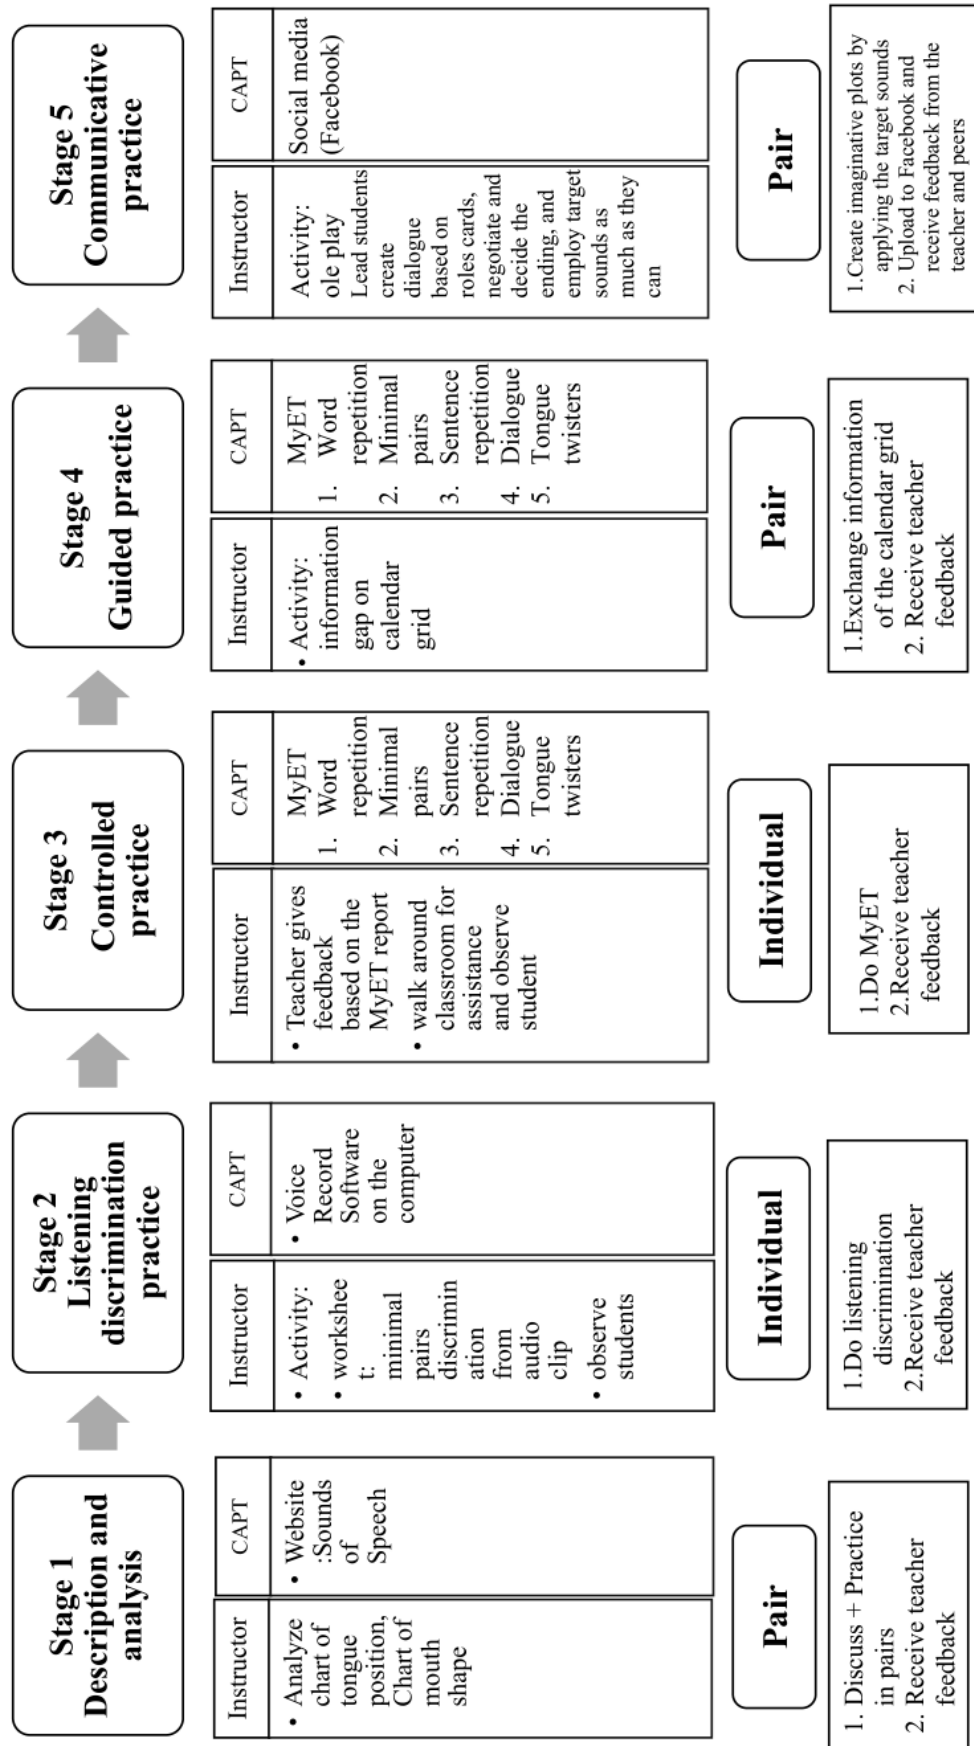 Stage 1
Description and
analysis
Instructor
CAPT
• Analyze
chart of
tongue
position,
Chart of
mouth
shape
• Website
:Sounds
of
Speech
Pair
1. Discuss + Practice
in pairs
2. Receive teacher
feedback
Stage 2
Listening
discrimination
practice
Instructor
CAPT
• Activity:
• workshee
t:
minimal
pairs
discrimin
ation
from
audio
clip
• observe
students
• Voice
Record
Software
on the
computer
Individual
1.Do listening
discrimination
2.Receive teacher
feedback
Stage 3
Controlled
practice
Instructor
CAPT
• Teacher gives
feedback
based on the
MyET report
• walk around
classroom for
assistance
and observe
student
MyET
1. Word
repetition
2. Minimal
pairs
3. Sentence
repetition
4. Dialogue
5. Tongue
twisters
Individual
1.Do MyET
2.Receive teacher
feedback
Stage 4
Guided practice
Instructor
CAPT
• Activity:
information
gap on
calendar
grid
MyET
1. Word
repetition
2. Minimal
pairs
3. Sentence
repetition
4. Dialogue
5. Tongue
twisters
Pair
1.Exchange information
of the calendar grid
2. Receive teacher
feedback
Stage 5
Communicative
practice
Instructor
CAPT
Activity:
ole play
Lead students
create
dialogue
based on
roles cards,
negotiate and
decide the
ending, and
employ target
sounds as
much as they
can
Social media
(Facebook)
Pair
1.Create imaginative plots by
applying the target sounds
2. Upload to Facebook and
receive feedback from the
teacher and peers